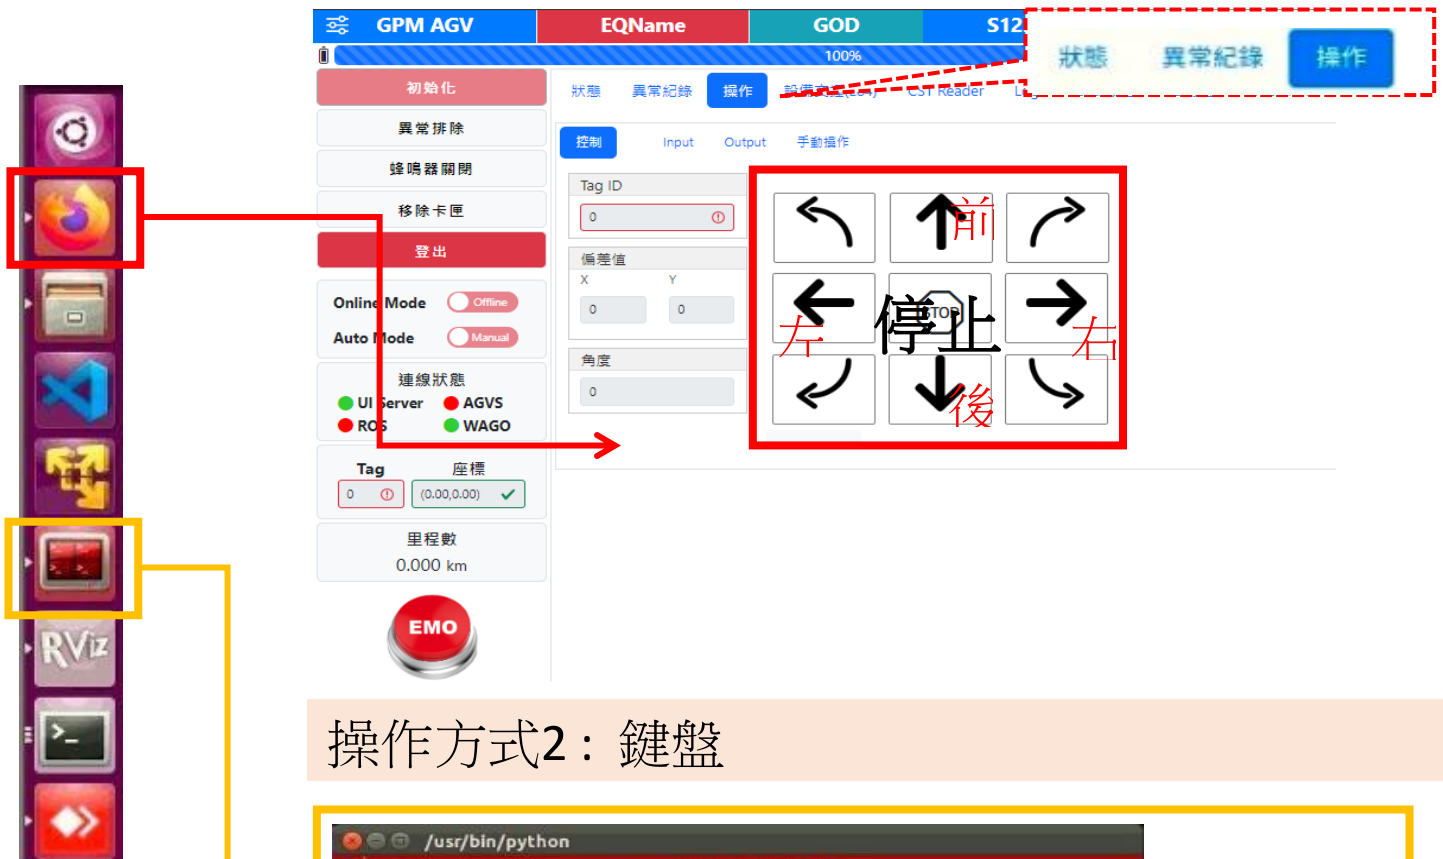 GPM AGV EQName GOD S12
100%
狀態 異常紀錄 操作
初始化
異常排除
蜂鳴器關閉
移除卡匣
登出
Online Mode Offline
Auto Mode Manual
連線狀態
UI Server AGVS
ROS WAGO
Tag 座標
0 (0.00,0.00)
里程數
0.000 km
EMO
狀態 異常紀錄 操作 CST Reader
控制 Input Output 手動操作
Tag ID
0
偏差值
X Y
0 0
角度
0
前
左 停止 STOP 右
後
RViz
>_
操作方式2：鍵盤
/usr/bin/python